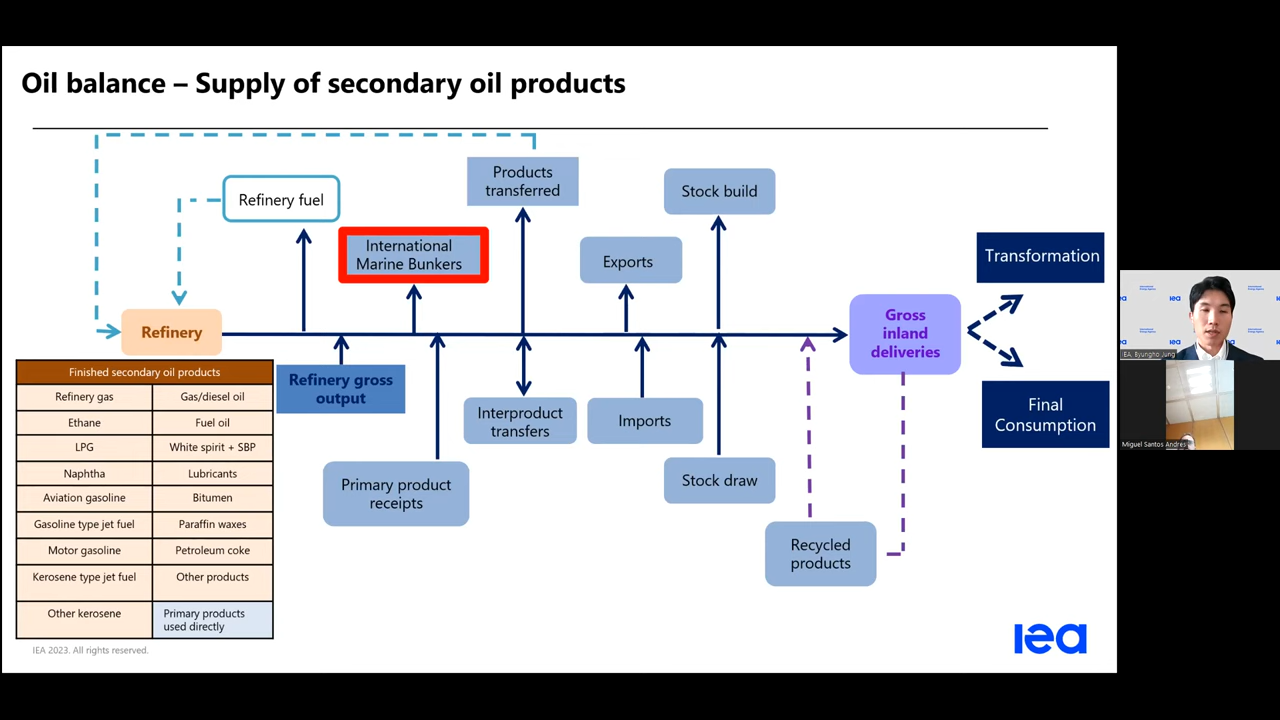 Oil balance – Supply of secondary oil products
Refinery fuel
International
Marine Bunkers
Products
transferred
Exports
Stock build
Transformation
Refinery
Gross
inland
deliveries
Refinery gross
output
Primary product
receipts
Interproduct
transfers
Imports
Stock draw
Recycled
products
Final
Consumption
Finished secondary oil products
Refinery gas
Gas/diesel oil
Ethane
Fuel oil
LPG
White spirit + SBP
Naphtha
Lubricants
Aviation gasoline
Bitumen
Gasoline type jet fuel
Paraffin waxes
Motor gasoline
Petroleum coke
Kerosene type jet fuel
Other products
Other kerosene
Primary products
used directly
IEA 2023. All rights reserved.
iea
iea
IEA, Byungho Jung
Miguel Santos Andres